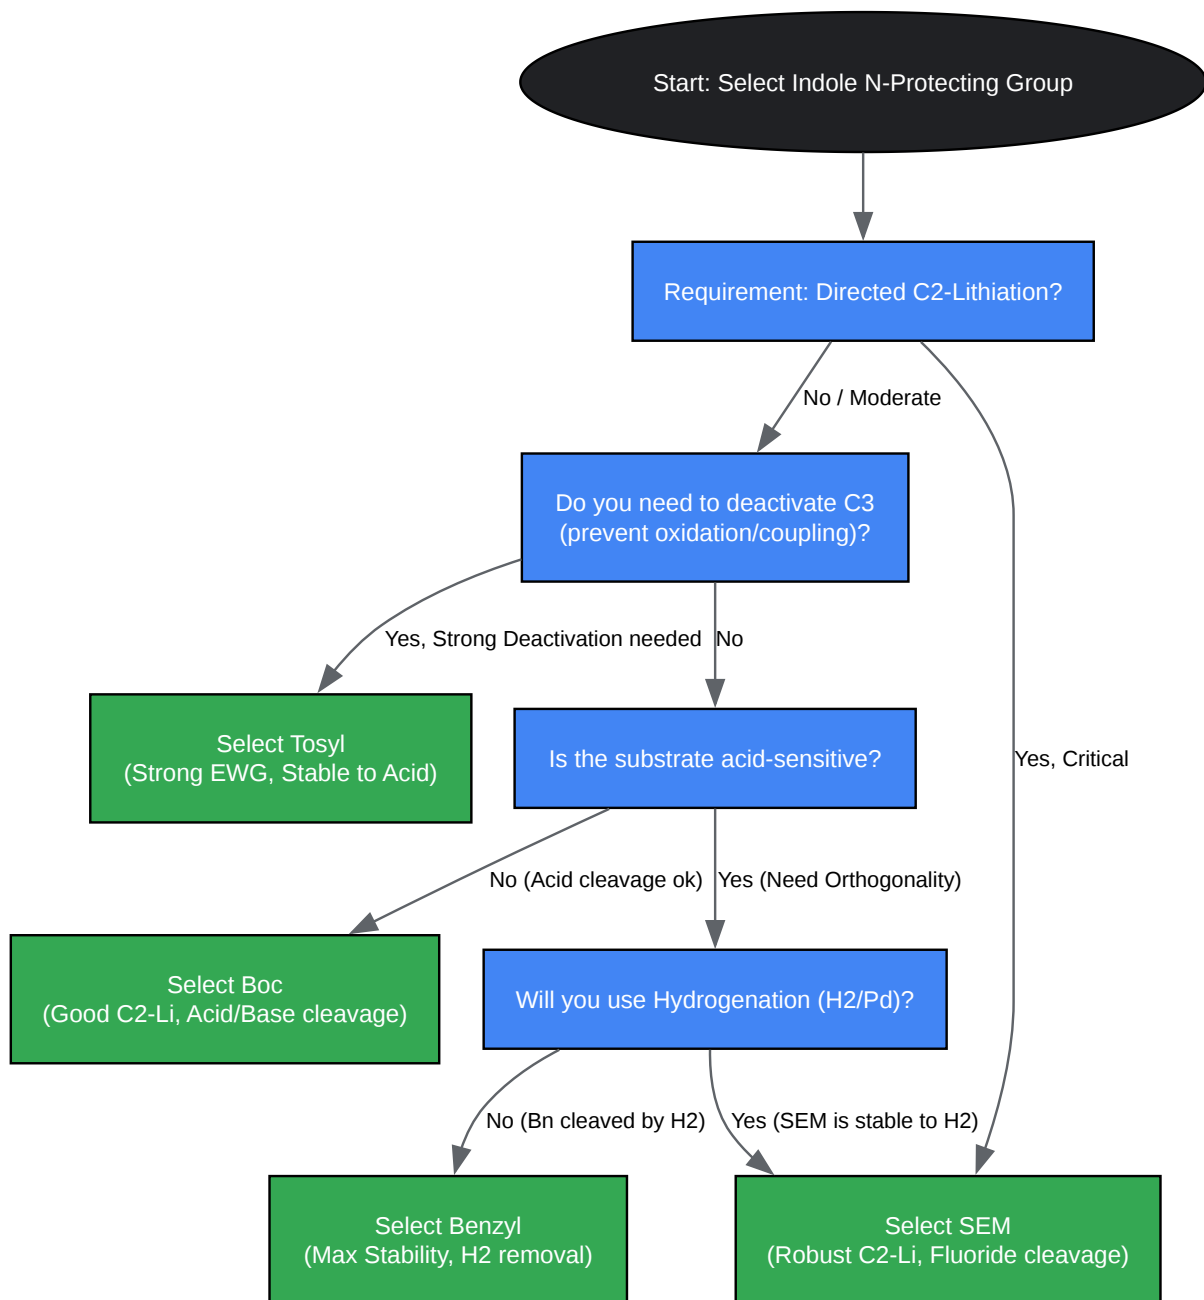 Start: Select Indole N-Protecting Group
Requirement: Directed C2-Lithiation?
No / Moderate
Do you need to deactivate C3
(prevent oxidation/coupling)?
Yes, Strong Deactivation needed
No
Select Tosyl
(Strong EWG, Stable to Acid)
Is the substrate acid-sensitive?
Yes, Critical
No (Acid cleavage ok)
Yes (Need Orthogonality)
Select Boc
(Good C2-Li, Acid/Base cleavage)
Will you use Hydrogenation (H2/Pd)?
No (Bn cleaved by H2)
Yes (SEM is stable to H2)
Select Benzyl
(Max Stability, H2 removal)
Select SEM
(Robust C2-Li, Fluoride cleavage)